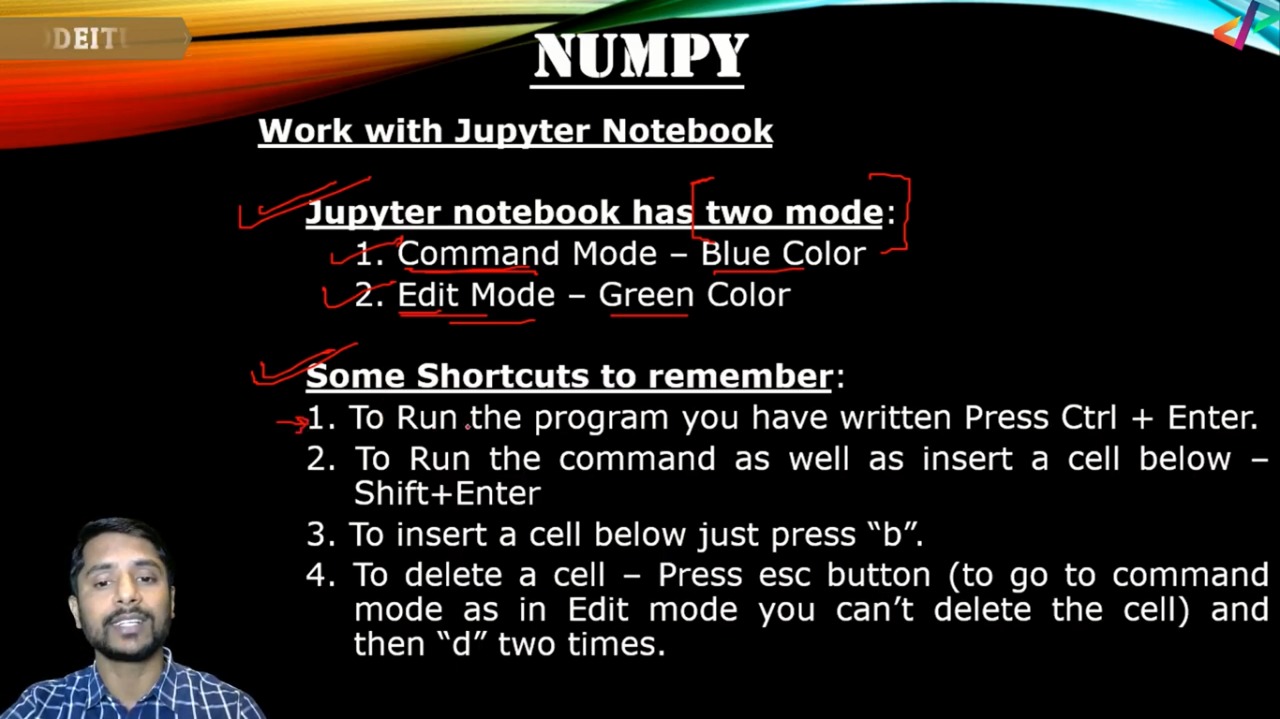 DEIT
NUMPY
Work with Jupyter Notebook
Jupyter notebook has two mode:
1. Command Mode – Blue Color
2. Edit Mode – Green Color
Some Shortcuts to remember:
1. To Run the program you have written Press Ctrl + Enter.
2. To Run the command as well as insert a cell below –
Shift+Enter
3. To insert a cell below just press “b”.
4. To delete a cell – Press esc button (to go to command
mode as in Edit mode you can’t delete the cell) and
then “d” two times.